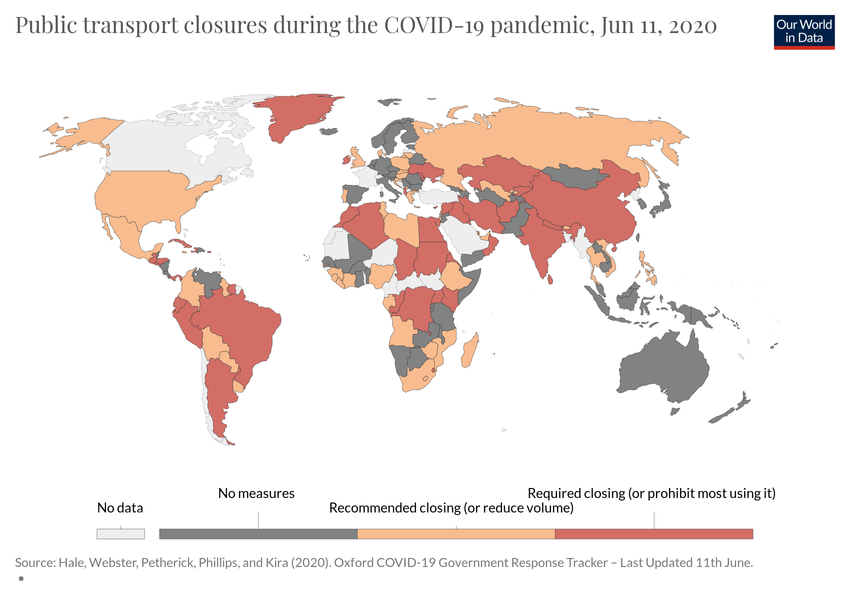 Public transport closures during the COVID-19 pandemic, Jun 11, 2020
Our World
in Data
No data
No measures
Recommended closing (or reduce volume)
Required closing (or prohibit most using it)
Source: Hale, Webster, Petherick, Phillips, and Kira (2020). Oxford COVID-19 Government Response Tracker – Last Updated 11th June.
•